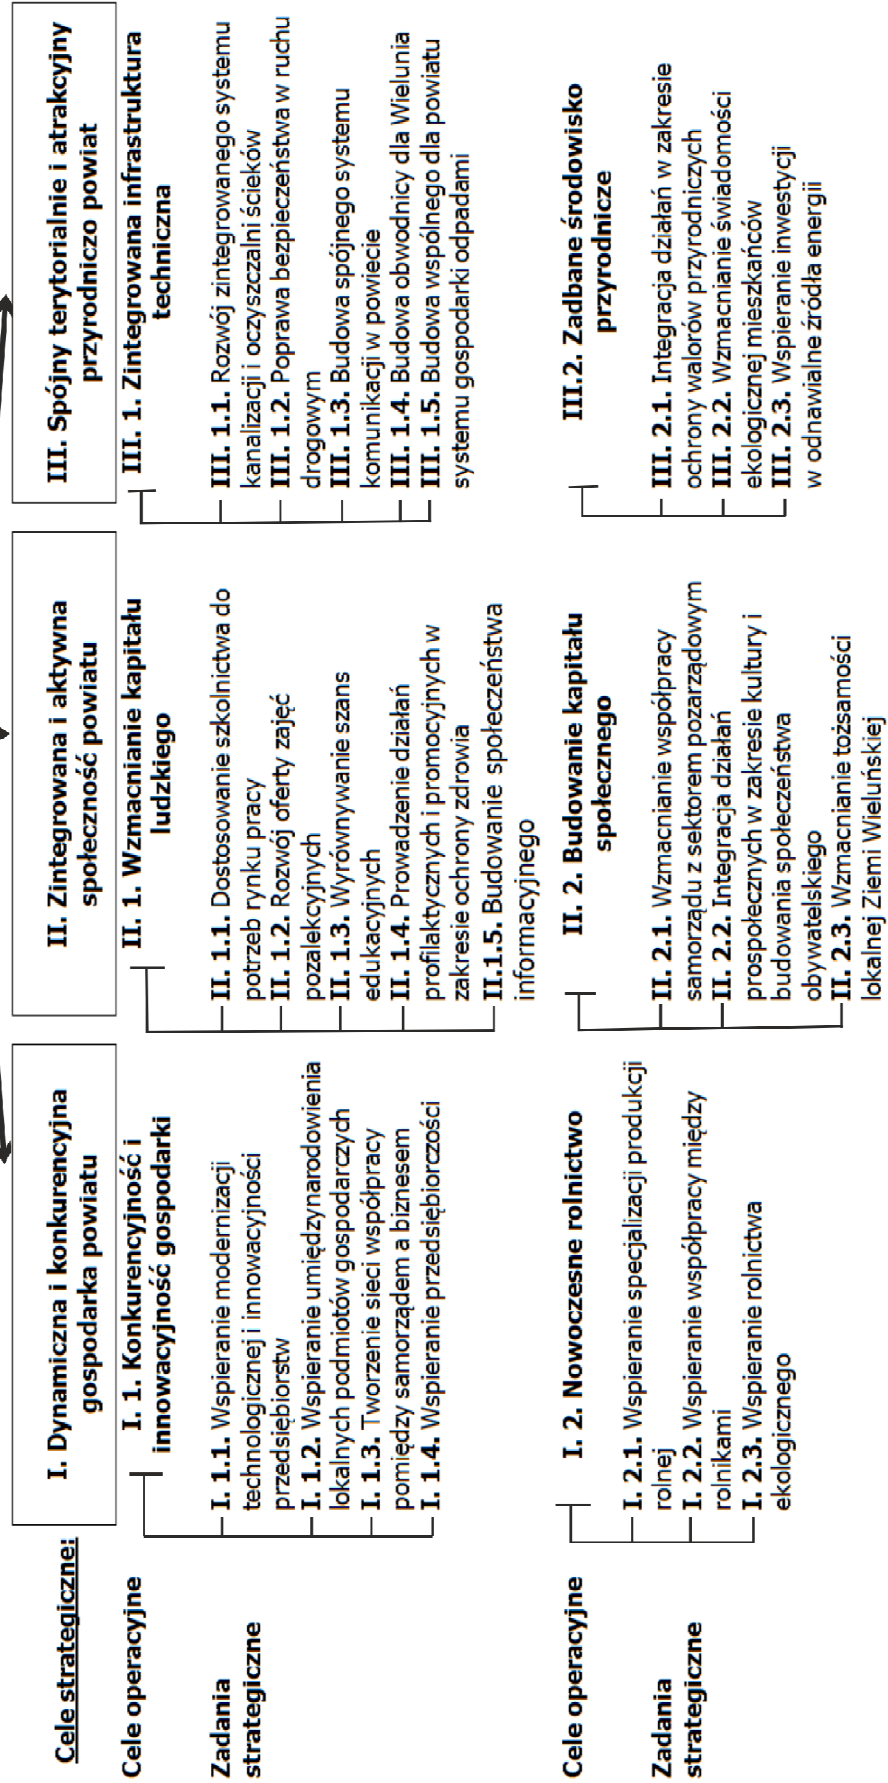 Cele strategiczne:
I. Dynamiczna i konkurencyjna
gospodarka powiatu
II. Zintegrowana i aktywna
społeczność powiatu
III. Spójny terytorialnie i atrakcyjny
przyrodniczo powiat
Cele operacyjne
I. 1. Konkurencyjność i
innowacyjność gospodarki
II. 1. Wzmacnianie kapitału
ludzkiego
III. 1. Zintegrowana infrastruktura
techniczna
Zadania
strategiczne
I. 1.1. Wspieranie modernizacji
technologicznej i innowacyjności
przedsiębiorstw
I. 1.2. Wspieranie umiędzynarodowienia
lokalnych podmiotów gospodarczych
I. 1.3. Tworzenie sieci współpracy
pomiędzy samorządem a biznesem
I. 1.4. Wspieranie przedsiębiorczości
II. 1.1. Dostosowanie szkolnictwa do
potrzeb rynku pracy
II. 1.2. Rozwój oferty zajęć
pozalekcyjnych
II. 1.3. Wyrównywanie szans
edukacyjnych
II. 1.4. Prowadzenie działań
profilaktycznych i promocyjnych w
zakresie ochrony zdrowia
II.1.5. Budowanie społeczeństwa
informacyjnego
III. 1.1. Rozwój zintegrowanego systemu
kanalizacji i oczyszczalni ścieków
III. 1.2. Poprawa bezpieczeństwa w ruchu
drogowym
III. 1.3. Budowa spójnego systemu
komunikacji w powiecie
III. 1.4. Budowa obwodnicy dla Wielunia
III. 1.5. Budowa wspólnego dla powiatu
systemu gospodarki odpadami
Cele operacyjne
I. 2. Nowoczesne rolnictwo
II. 2. Budowanie kapitału
społecznego
III.2. Zadbane środowisko
przyrodnicze
Zadania
strategiczne
I. 2.1. Wspieranie specjalizacji produkcji
rolnej
I. 2.2. Wspieranie współpracy między
rolnikami
I. 2.3. Wspieranie rolnictwa
ekologicznego
II. 2.1. Wzmacnianie współpracy
samorządu z sektorem pozarządowym
II. 2.2. Integracja działań
prospołecznych w zakresie kultury i
budowania społeczeństwa
obywatelskiego
II. 2.3. Wzmacnianie tożsamości
lokalnej Ziemi Wieluńskiej
III. 2.1. Integracja działań w zakresie
ochrony walorów przyrodniczych
III. 2.2. Wzmacnianie świadomości
ekologicznej mieszkańców
III. 2.3. Wspieranie inwestycji
w odnawialne źródła energii